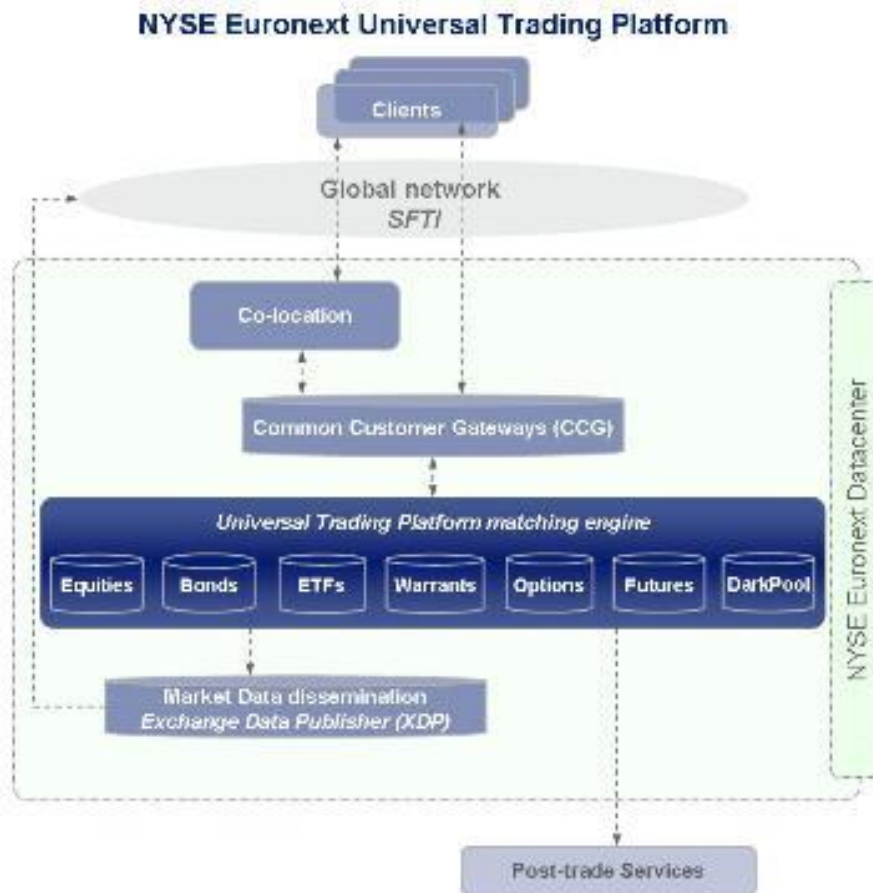 NYSE Euronext Universal Trading Platform
Clients
Global network
SFTI
Co-location
Common Customer Gateways (CCG)
Universal Trading Platform matching engine
Equities
Bonds
ETFs
Warrants
Options
Futures
DarkPool
Market Data dissemination
Exchange Data Publisher (XDP)
NYSE Euronext Datacenter
Post-trade Services